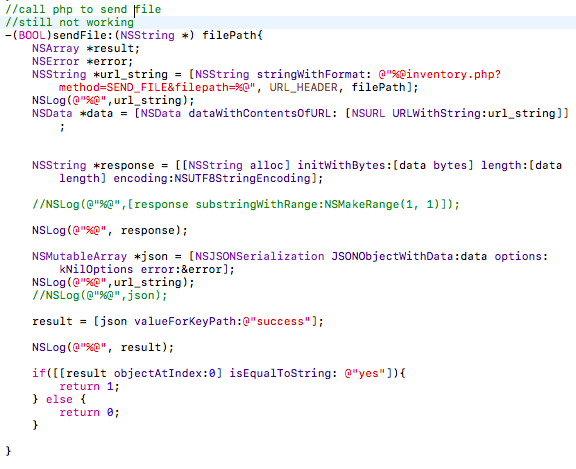 //call php to send file
//still not working
-(BOOL)sendFile:(NSString *) filePath{
NSArray *result;
NSError *error;
NSString *url_string = [NSString stringWithFormat: @"%@inventory.php?
method=SEND_FILE&filepath=%@", URL_HEADER, filePath];
NSLog(@"%@",url_string);
NSData *data = [NSData dataWithContentsOfURL: [NSURL URLWithString:url_string]]
;
NSString *response = [[NSString alloc] initWithBytes:[data bytes] length:[data
length] encoding:NSUTF8StringEncoding];
//NSLog(@"%@",[response substringWithRange:NSMakeRange(1, 1)]);
NSLog(@"%@", response);
NSMutableArray *json = [NSJSONSerialization JSONObjectWithData:data options:
kNilOptions error:&error];
NSLog(@"%@",url_string);
//NSLog(@"%@",json);
result = [json valueForKeyPath:@"success"];
NSLog(@"%@", result);
if([[result objectAtIndex:0] isEqualToString: @"yes"]){
return 1;
} else {
return 0;
}
}